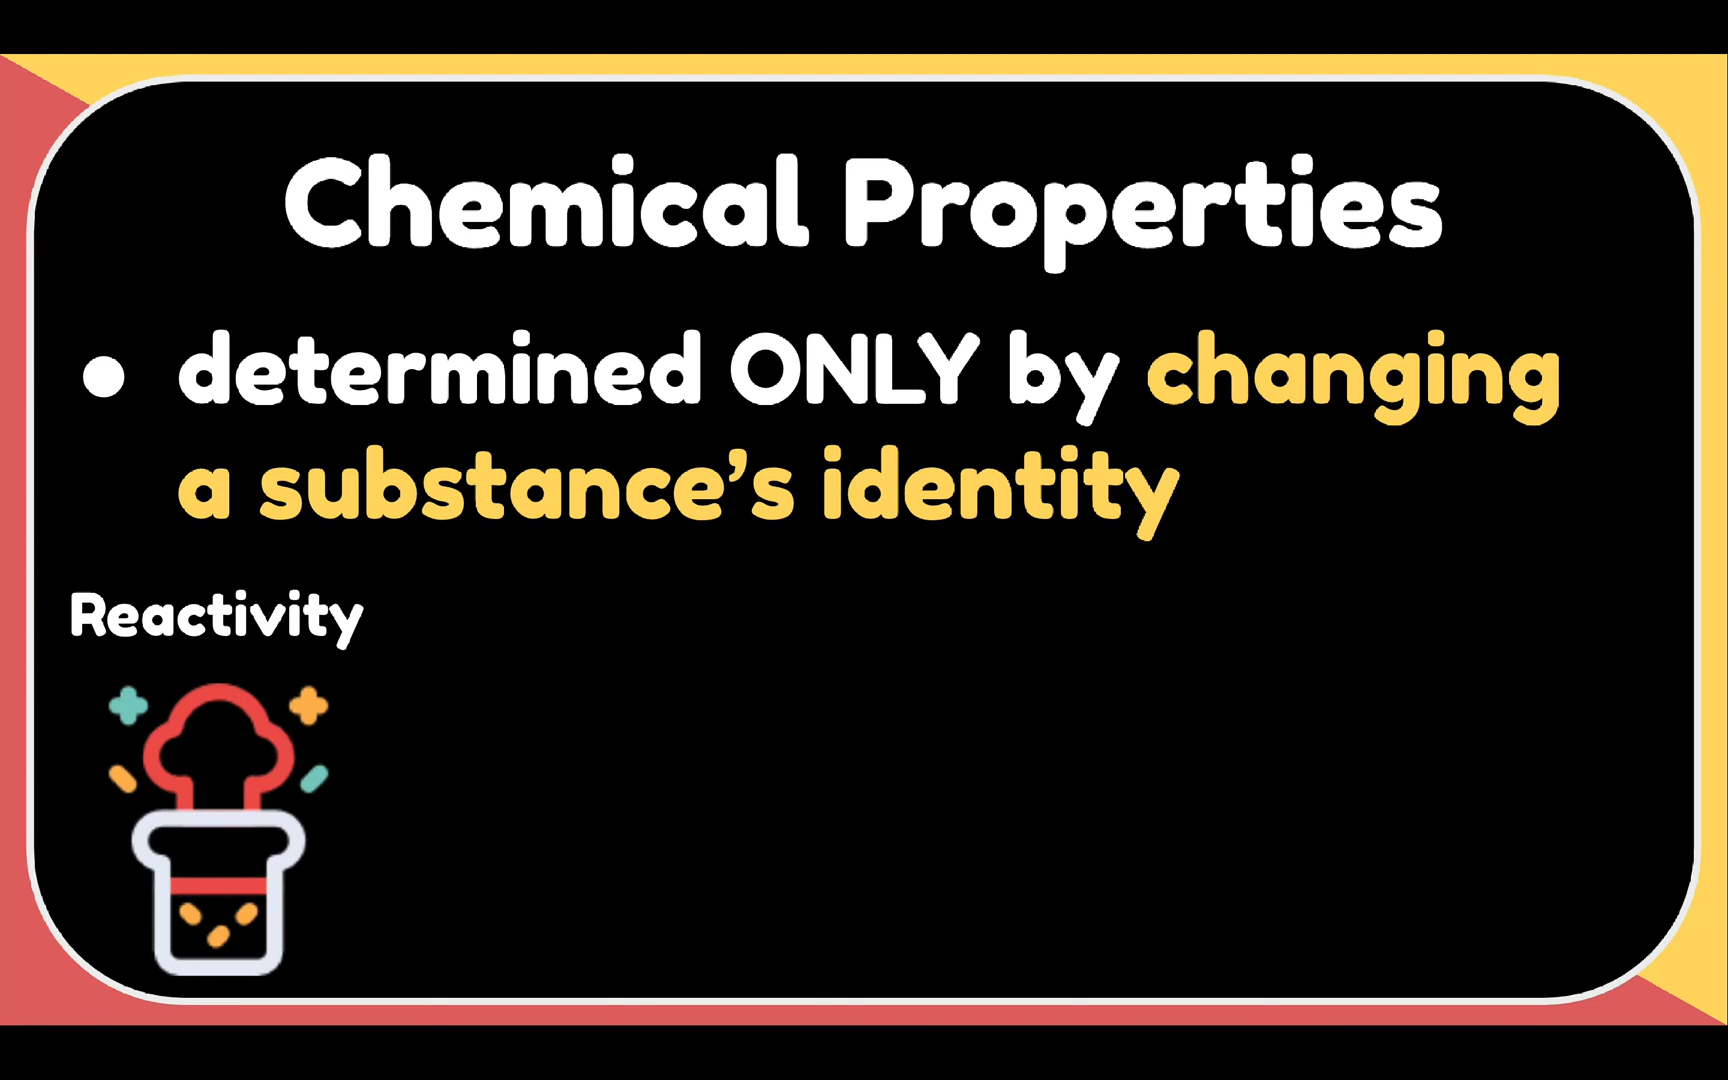 Chemical Properties
● determined ONLY by changing
a substance’s identity
Reactivity